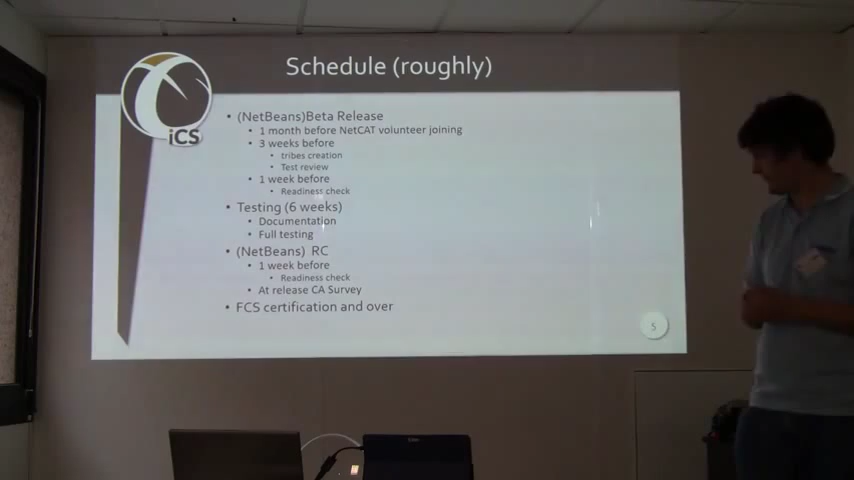 Schedule (roughly)
iCS
• (NetBeans)Beta Release
• 1 month before NetCAT volunteer joining
• 3 weeks before
• tribes creation
• Test review
• 1 week before
• Readiness check
• Testing (6 weeks)
• Documentation
• Full testing
• (NetBeans) RC
• 1 week before
• Readiness check
• At release CA Survey
• FCS certification and over
5